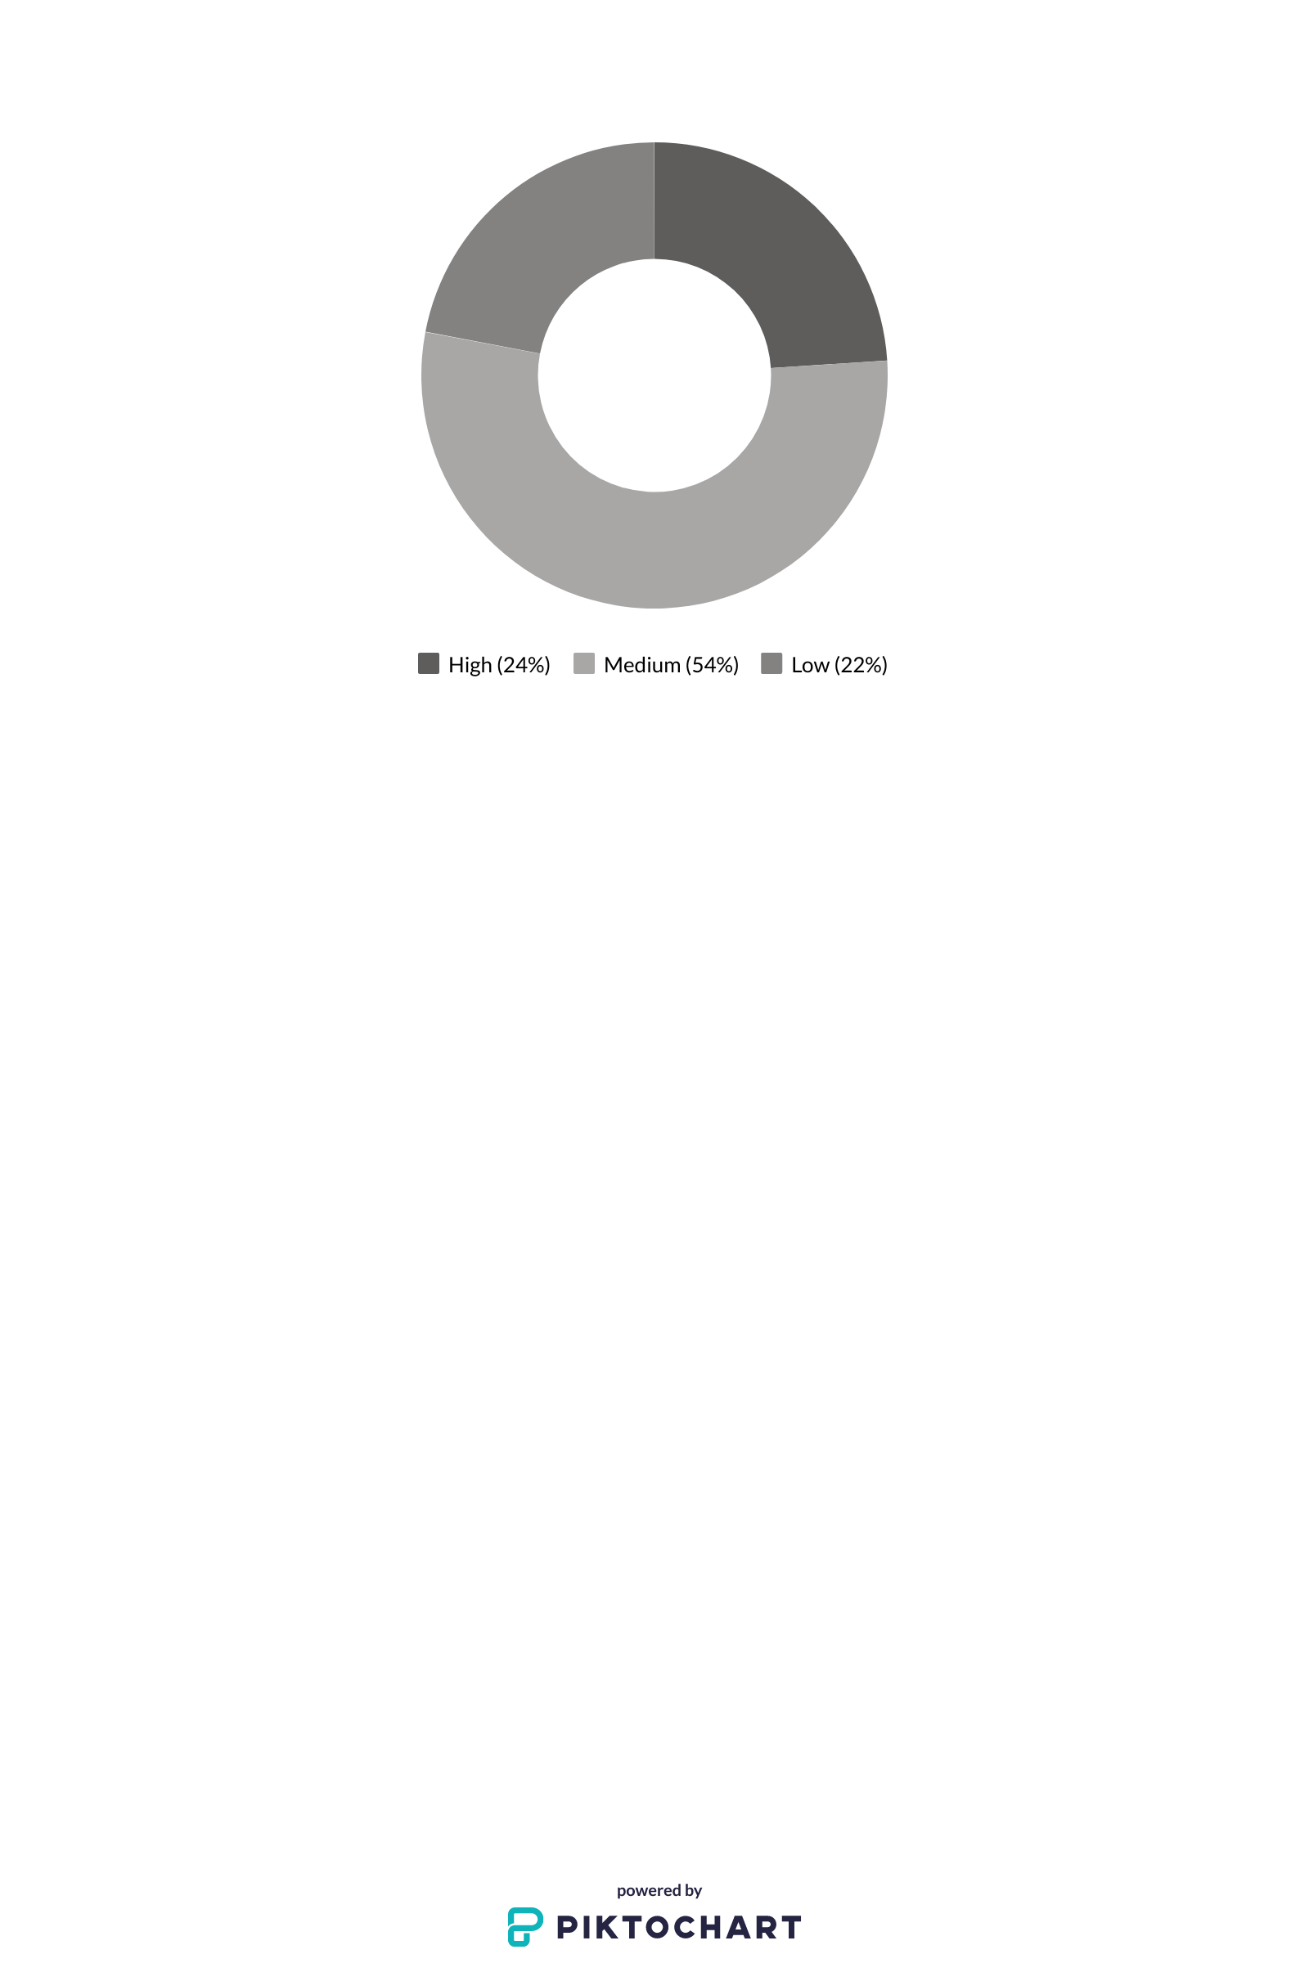 High (24%) Medium (54%) Low (22%)
powered by
PIKTOCHART